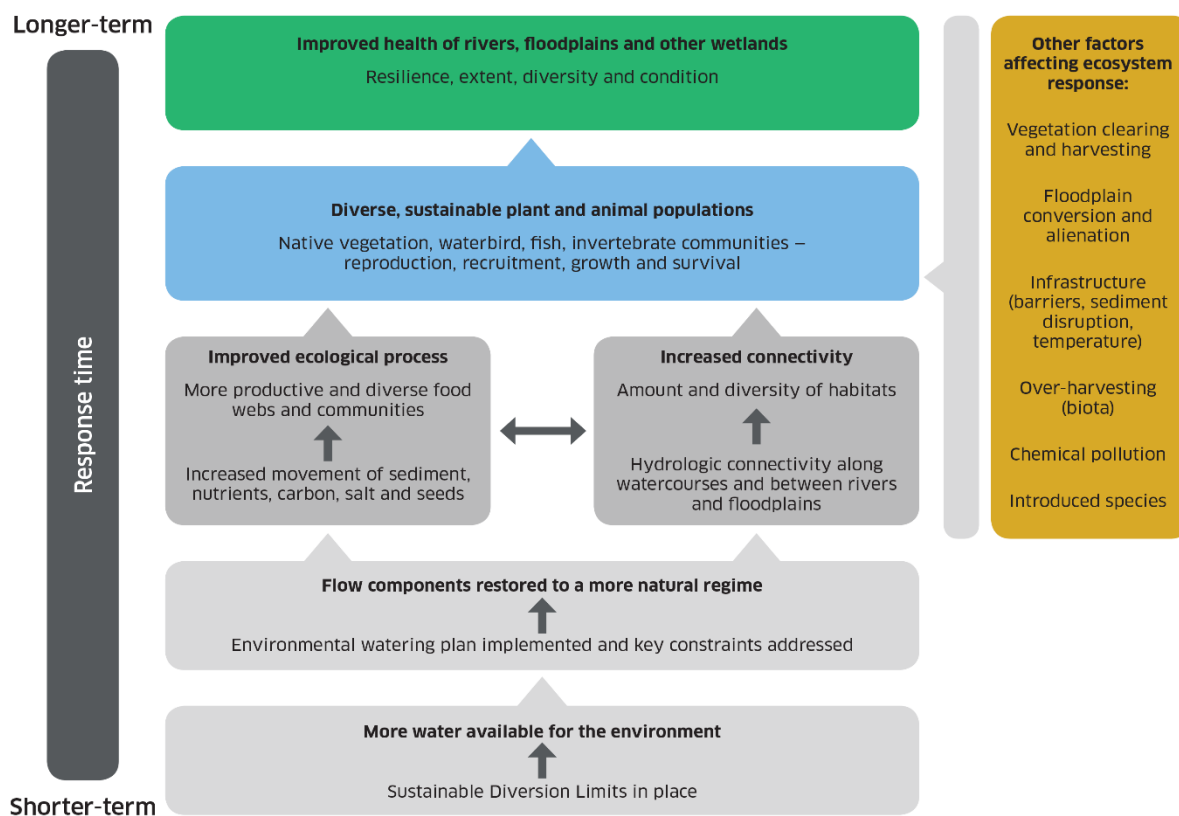 Longer-term
Response time
Shorter-term
Improved health of rivers, floodplains and other wetlands
Resilience, extent, diversity and condition
Diverse, sustainable plant and animal populations
Native vegetation, waterbird, fish, invertebrate communities –
reproduction, recruitment, growth and survival
Improved ecological process
More productive and diverse food
webs and communities
Increased movement of sediment,
nutrients, carbon, salt and seeds
Increased connectivity
Amount and diversity of habitats
Hydrologic connectivity along
watercourses and between rivers
and floodplains
Flow components restored to a more natural regime
Environmental watering plan implemented and key constraints addressed
More water available for the environment
Sustainable Diversion Limits in place
Other factors
affecting ecosystem
response:
Vegetation clearing
and harvesting
Floodplain
conversion and
alienation
Infrastructure
(barriers, sediment
disruption,
temperature)
Over-harvesting
(biota)
Chemical pollution
Introduced species